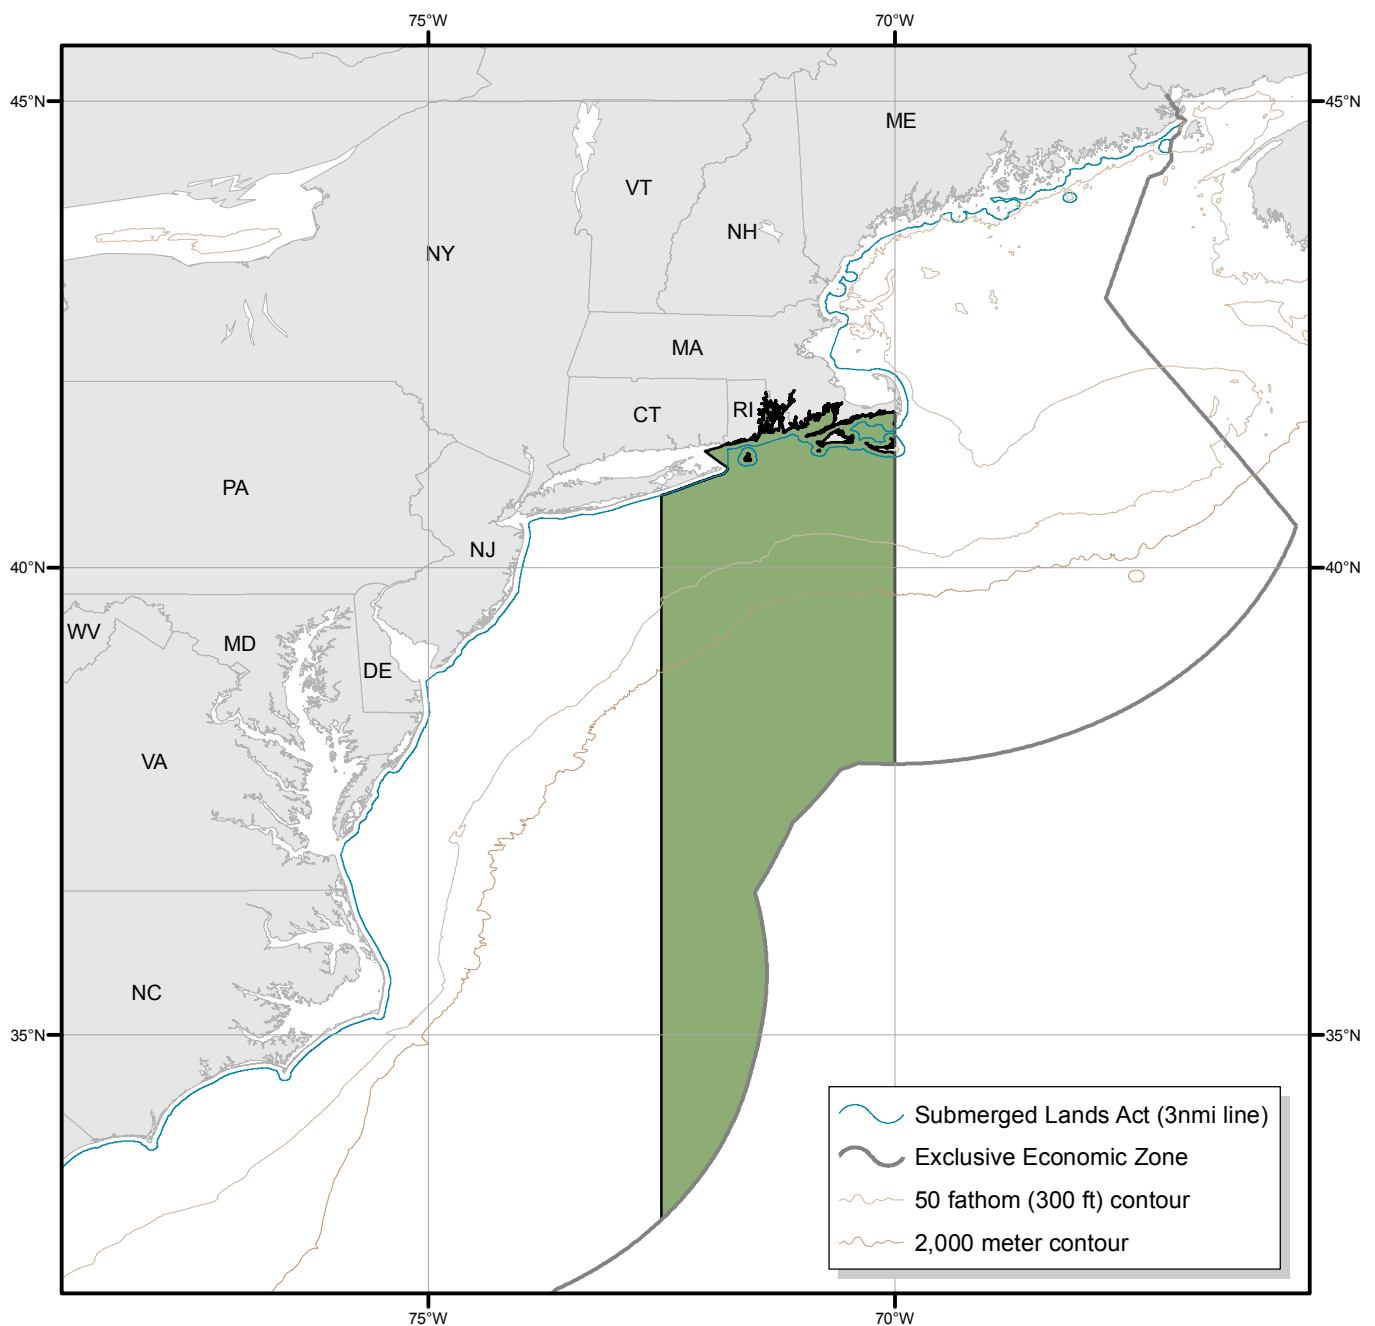 75°W 70°W
45°N 45°N
ME
VT
NH
NY
MA
RI
CT
PA
NJ
40°N 40°N
WV
MD
DE
VA
NC
35°N 35°N
Submerged Lands Act (3nmi line)
Exclusive Economic Zone
50 fathom (300 ft) contour
2,000 meter contour
75°W 70°W